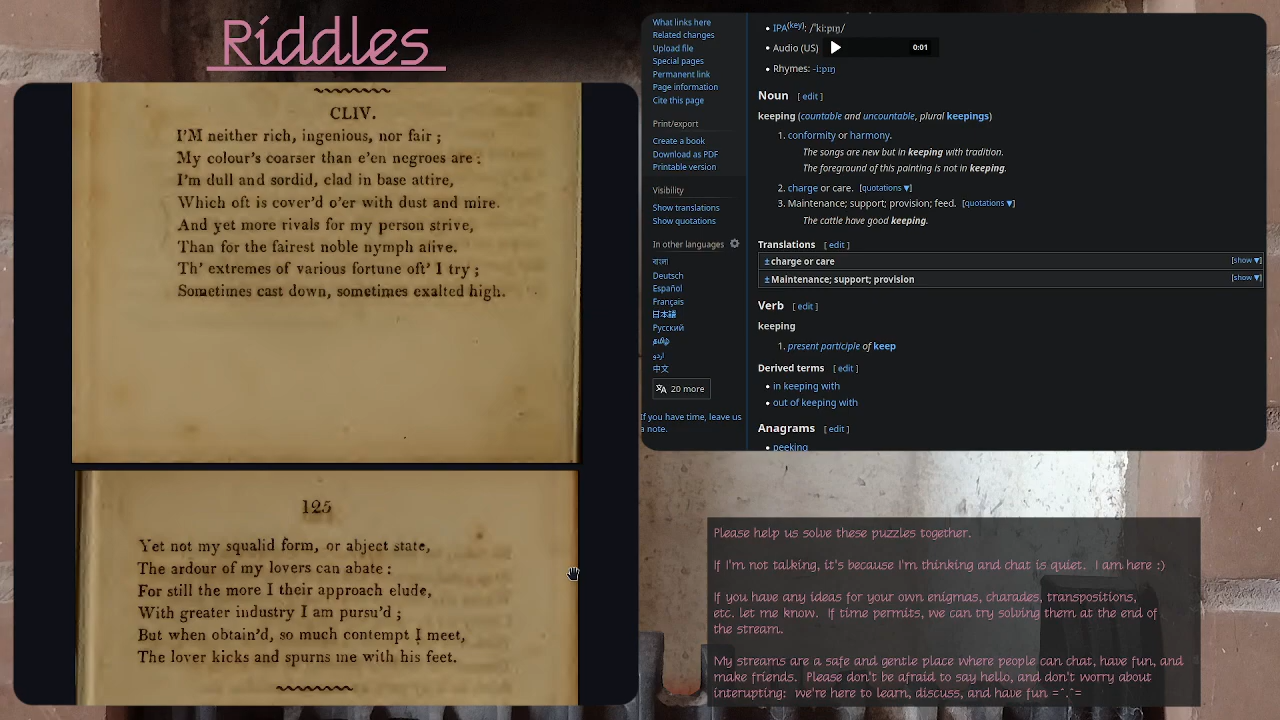 Riddles
CLIV.
I'M neither rich, ingenious, nor fair ;
My colour's coarser than e'en negroes are :
I'm dull and sordid, clad in base attire,
Which oft is cover'd o'er with dust and mire.
And yet more rivals for my person strive,
Than for the fairest noble nymph alive.
Th' extremes of various fortune oft' I try ;
Sometimes cast down, sometimes exalted high.
125
Yet not my squalid form, or abject state,
The ardour of my lovers can abate :
For still the more I their approach elude,
With greater industry I am pursu'd ;
But when obtain'd, so much contempt I meet,
The lover kicks and spurns me with his feet.
What links here
Related changes
Upload file
Special pages
Permanent link
Page information
Cite this page
Print/export
Create a book
Download as PDF
Printable version
Visibility
Show translations
Show quotations
In other languages
বাংলা
Deutsch
Español
Français
日本語
Русский
தமிழ்
اردو
中文
20 more
If you have time, leave us
a note.
• IPA(key): /ˈkiːpɪŋ/
• Audio (US) 0:01
• Rhymes: -iːpɪŋ
Noun [ edit ]
keeping (countable and uncountable, plural keepings)
1. conformity or harmony.
The songs are new but in keeping with tradition.
The foreground of this painting is not in keeping.
2. charge or care. [quotations ▼]
3. Maintenance; support; provision; feed. [quotations ▼]
The cattle have good keeping.
Translations [ edit ]
±charge or care [show ▼]
±Maintenance; support; provision [show ▼]
Verb [ edit ]
keeping
1. present participle of keep
Derived terms [ edit ]
• in keeping with
• out of keeping with
Anagrams [ edit ]
• peeking
Please help us solve these puzzles together.
If I'm not talking, it's because I'm thinking and chat is quiet. I am here :)
If you have any ideas for your own enigmas, charades, transpositions,
etc. let me know. If time permits, we can try solving them at the end of
the stream.
My streams are a safe and gentle place where people can chat, have fun, and
make friends. Please don't be afraid to say hello, and don't worry about
interupting: we're here to learn, discuss, and have fun =^.^=